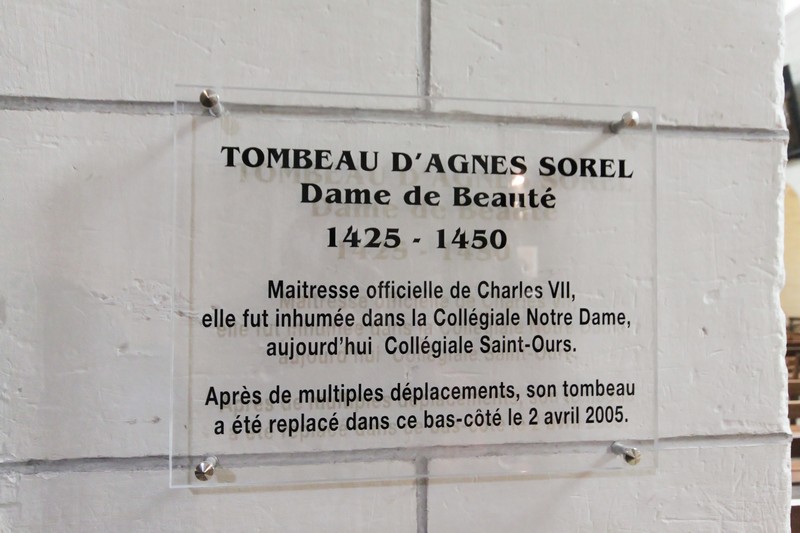 TOMBEAU D'AGNES SOREL
Dame de Beauté
1425 - 1450
Maitresse officielle de Charles VII,
elle fut inhumée dans la Collégiale Notre Dame,
aujourd'hui Collégiale Saint-Ours.
Après de multiples déplacements, son tombeau
a été replacé dans ce bas-côté le 2 avril 2005.